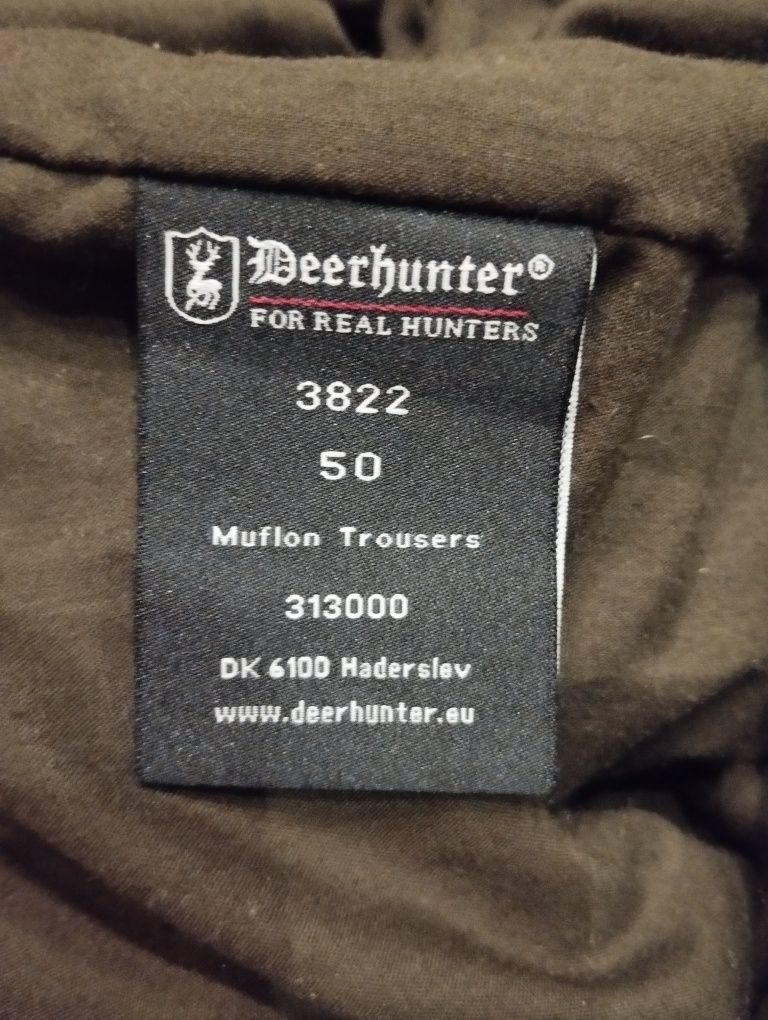 Deerhunter®
FOR REAL HUNTERS
3822
50
Muflon Trousers
313000
DK 6100 Haderslev
www.deerhunter.eu